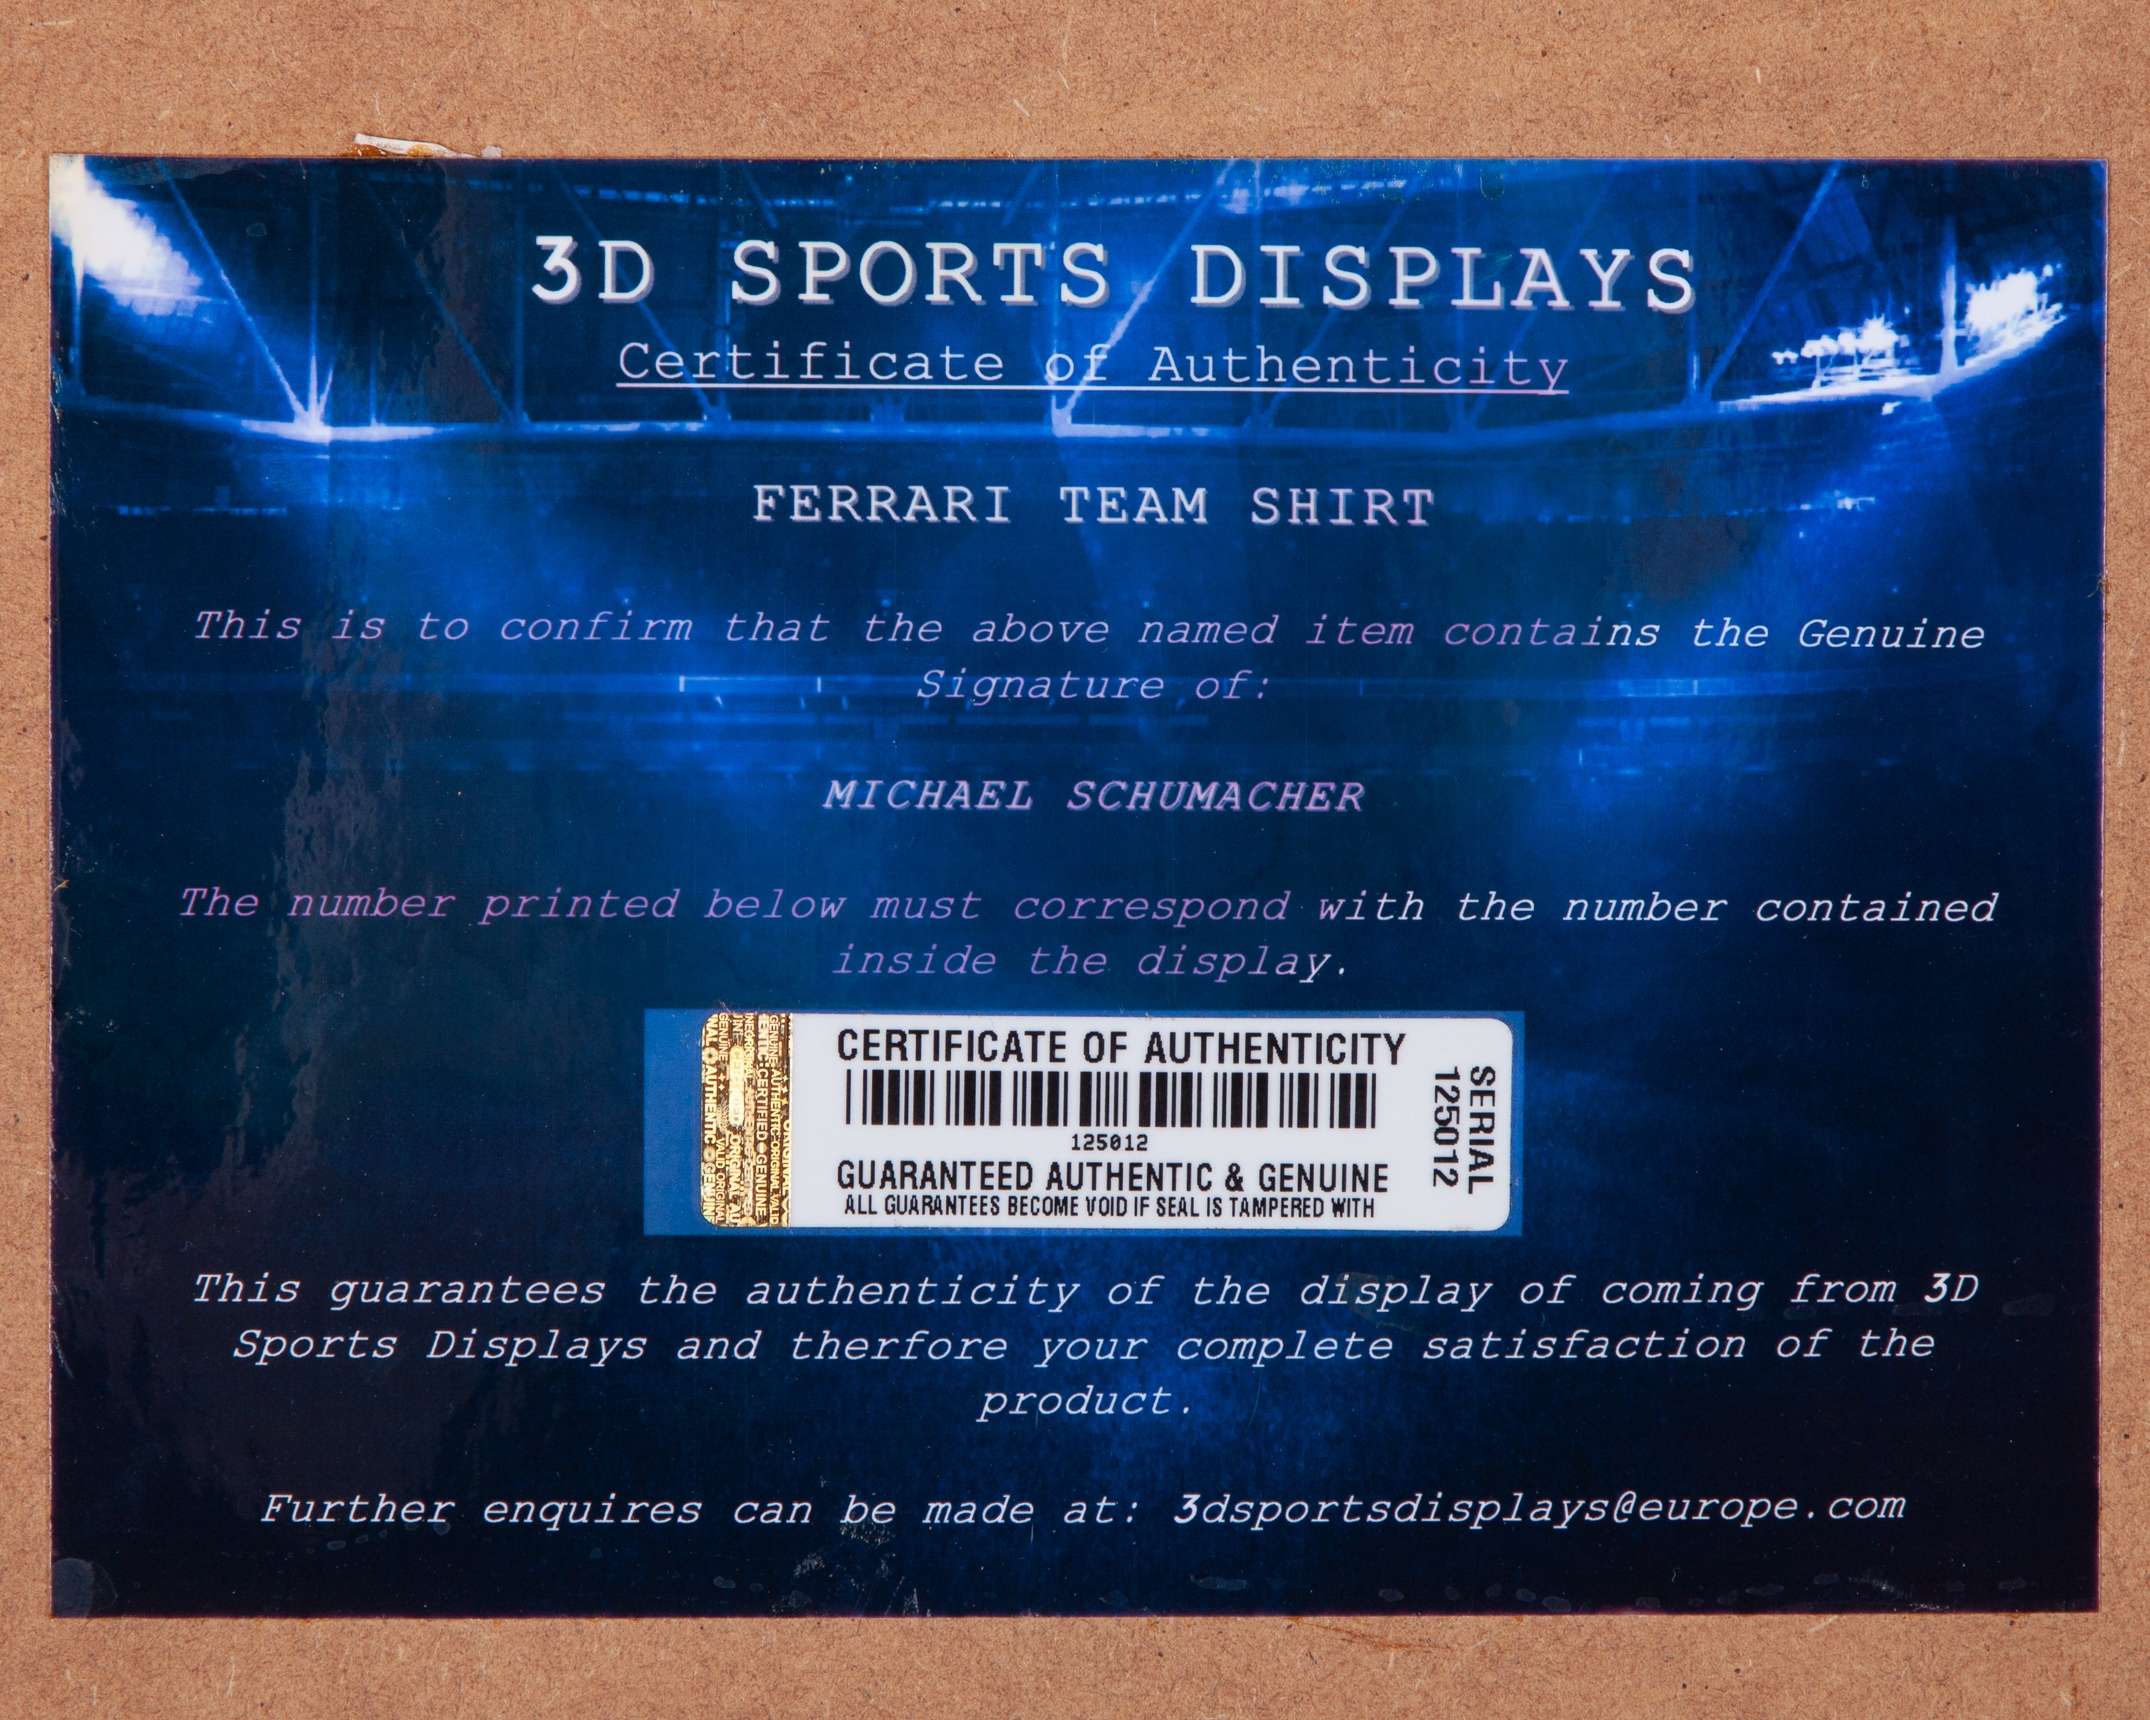 3D SPORTS DISPLAYS
Certificate of Authenticity
FERRARI TEAM SHIRT
This is to confirm that the above named item contains the Genuine
Signature of:
MICHAEL SCHUMACHER
The number printed below must correspond with the number contained
inside the display.
CERTIFICATE OF AUTHENTICITY
125012
GUARANTEED AUTHENTIC & GENUINE
ALL GUARANTEES BECOME VOID IF SEAL IS TAMPERED WITH
SERIAL
125012
This guarantees the authenticity of the display of coming from 3D
Sports Displays and therfore your complete satisfaction of the
product.
Further enquires can be made at: 3dsportsdisplays@europe.com